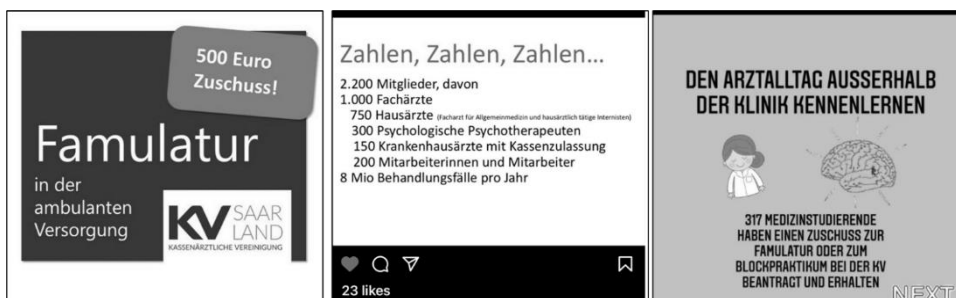 500 Euro
Zuschuss!
Famulatur
in der
ambulanten
Versorgung
KV SAAR
LAND
KASSENÄRZTLICHE VEREINIGUNG
Zahlen, Zahlen, Zahlen...
2.200 Mitglieder, davon
1.000 Fachärzte
750 Hausärzte (Facharzt für Allgemeinmedizin und hausärztlich tätige Internisten)
300 Psychologische Psychotherapeuten
150 Krankenhausärzte mit Kassenzulassung
200 Mitarbeiterinnen und Mitarbeiter
8 Mio Behandlungsfälle pro Jahr
23 likes
DEN ARZTALLTAG AUSSERHALB
DER KLINIK KENNENLERNEN
317 MEDIZINSTUDIERENDE
HABEN EINEN ZUSCHUSS ZUR
FAMULATUR ODER ZUM
BLOCKPRAKTIKUM BEI DER KV
BEANTRAGT UND ERHALTEN
NEXT